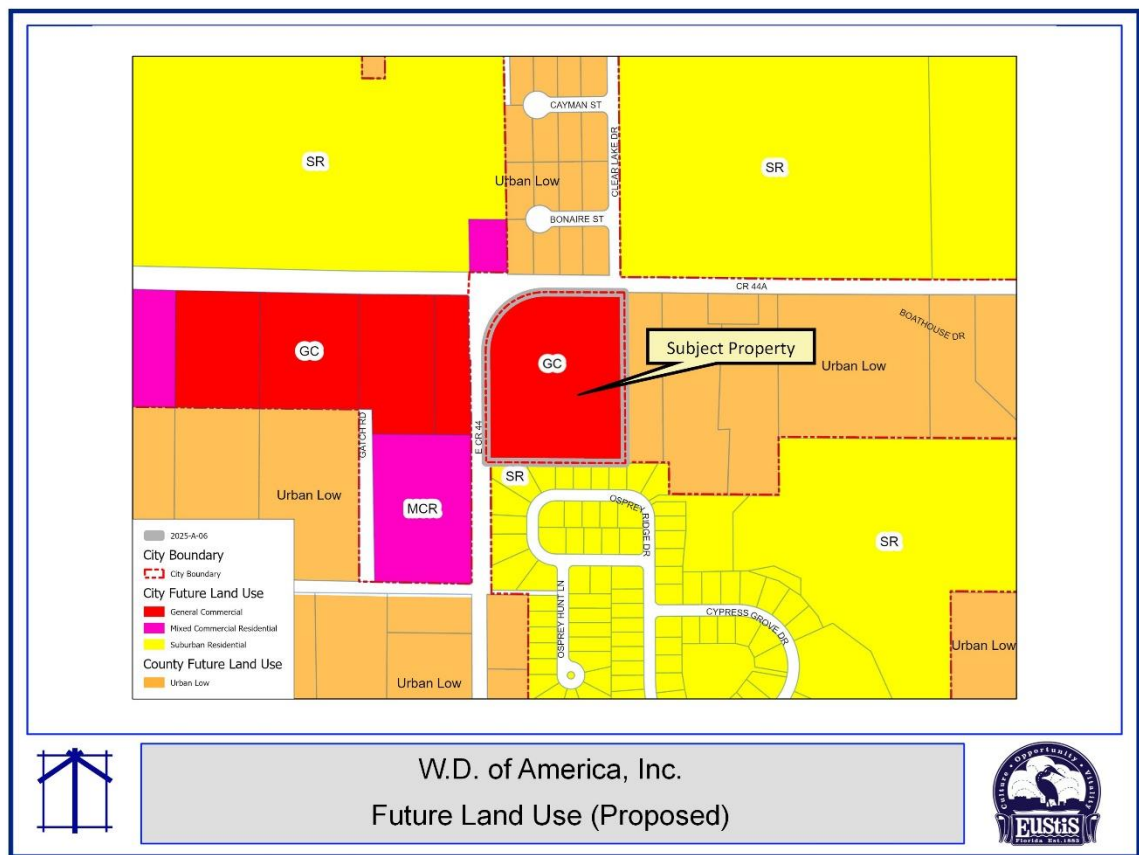 CAYMAN ST
CLEAR LAKE DR
SR
Urban Low
SR
BONAIRE ST
CR 44A
BOATHOUSE DR
Subject Property
GC
GC
Urban Low
GATCH RD
E CR 44
SR
Urban Low
MCR
OSPREY RIDGE DR
SR
OSPREY HUNT LN
CYPRESS GROVE DR
Urban Low
Urban Low
2025-A-06
City Boundary
City Boundary
City Future Land Use
General Commercial
Mixed Commercial Residential
Suburban Residential
County Future Land Use
Urban Low
W.D. of America, Inc.
Future Land Use (Proposed)
Culture • Opportunity • Vitality
EUStiS
Florida Est. 1883